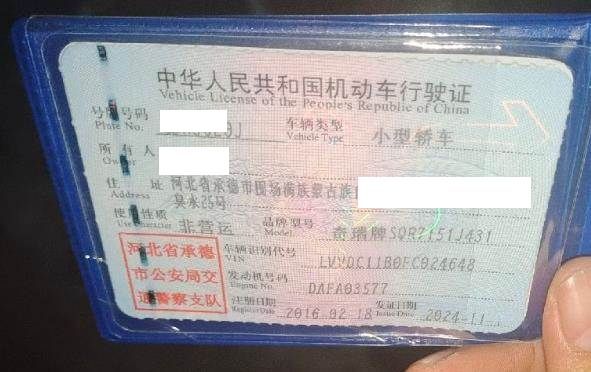 中华人民共和国机动车行驶证
Vehicle License of the People's Republic of China
号牌号码
Plate No.
车辆类型 小型轿车
Vehicle Type
所有人
Owner
住址 河北省承德市围场满族蒙古族自
Address
泉水25号
使用性质 非营运 品牌型号 奇瑞牌SQR7151J431
Use Character Model
河北省承德
市公安局交
通警察支队
车辆识别代号
VIN LVVDC11B0FC024648
发动机号码 DAFA03577
Engine No.
注册日期 2016-02-18 发证日期 2024-11
Register Date Issue Date